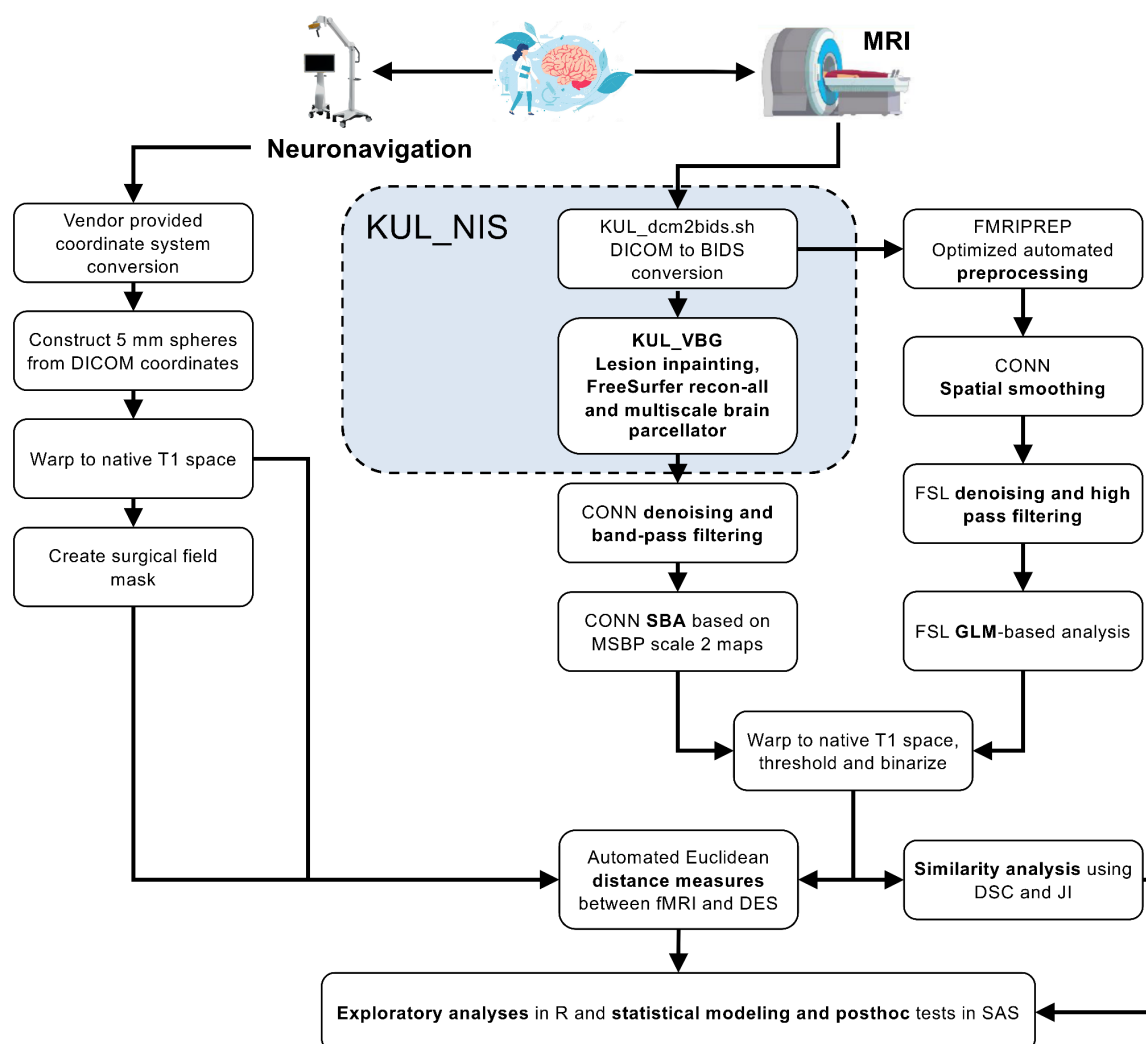 MRI
Neuronavigation
Vendor provided
coordinate system
conversion
Construct 5 mm spheres
from DICOM coordinates
Warp to native T1 space
Create surgical field
mask
KUL_NIS
KUL_dcm2bids.sh
DICOM to BIDS
conversion
KUL_VBG
Lesion inpainting,
FreeSurfer recon-all
and multiscale brain
parcellator
CONN denoising and
band-pass filtering
CONN SBA based on
MSBP scale 2 maps
FMRIPREP
Optimized automated
preprocessing
CONN
Spatial smoothing
FSL denoising and high
pass filtering
FSL GLM-based analysis
Warp to native T1 space,
threshold and binarize
Automated Euclidean
distance measures
between fMRI and DES
Similarity analysis using
DSC and JI
Exploratory analyses in R and statistical modeling and posthoc tests in SAS